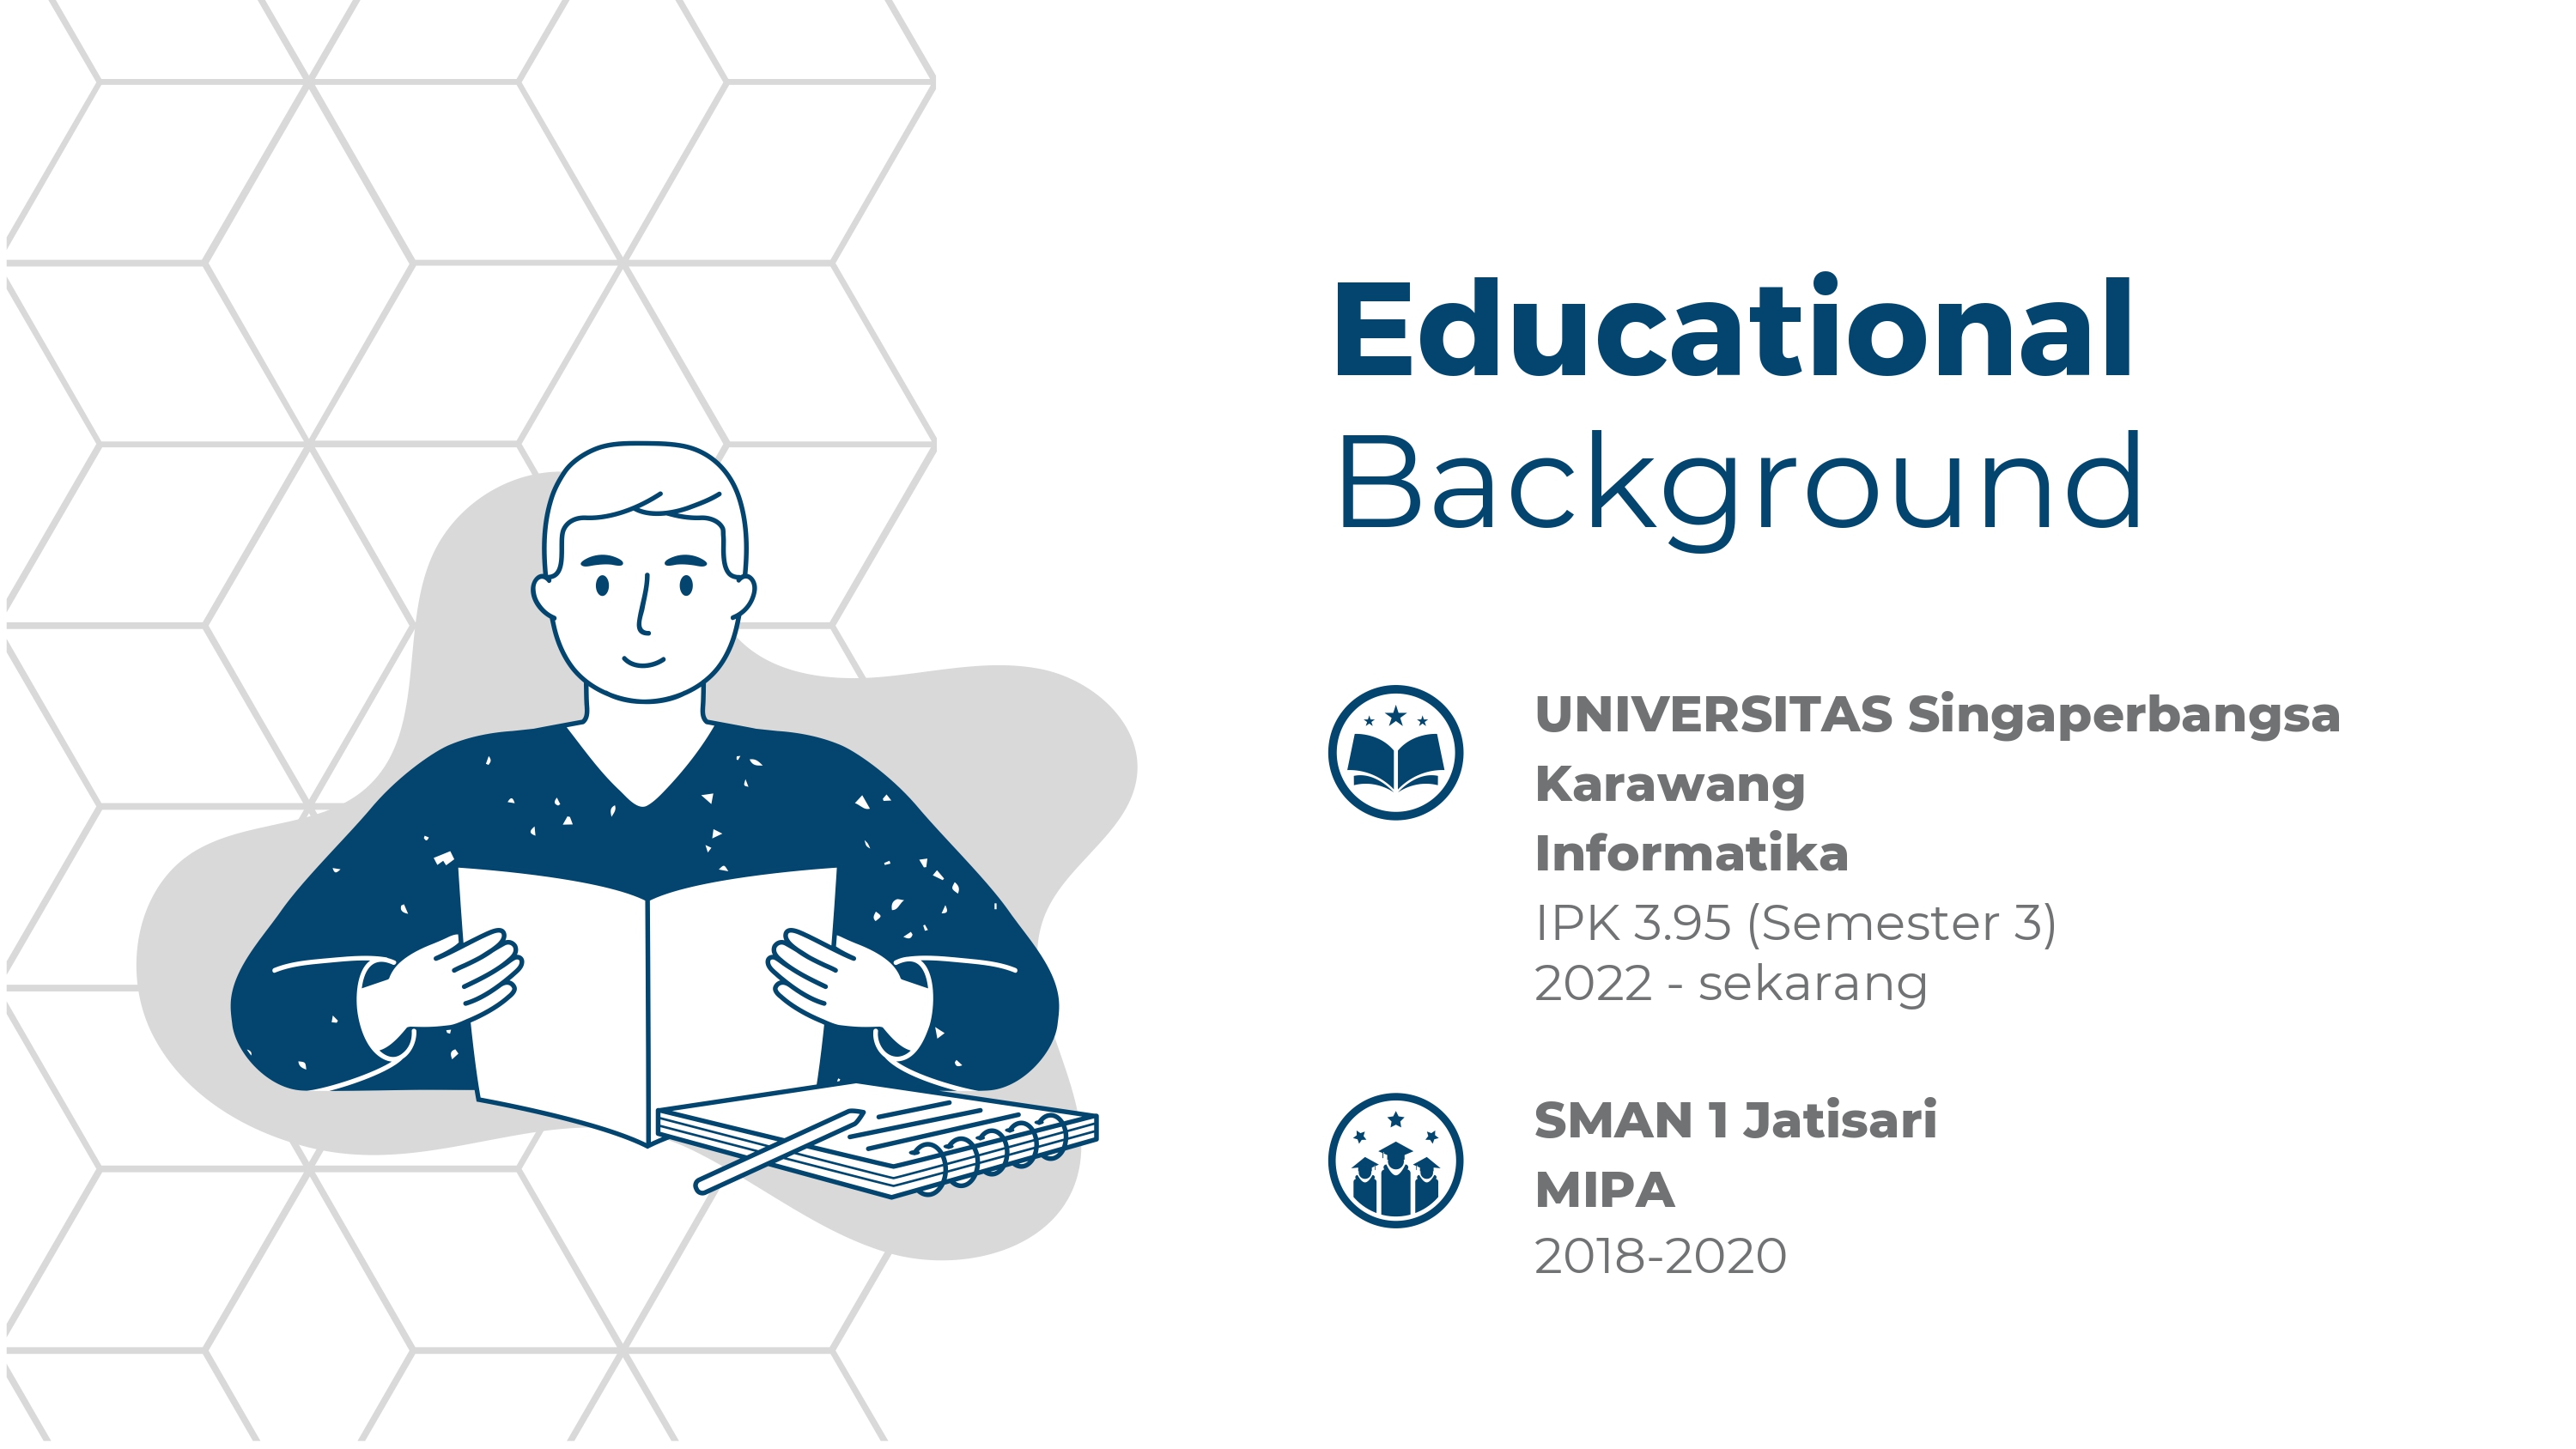 Educational
Background
UNIVERSITAS Singaperbangsa
Karawang
Informatika
IPK 3.95 (Semester 3)
2022 - sekarang
SMAN 1 Jatisari
MIPA
2018-2020